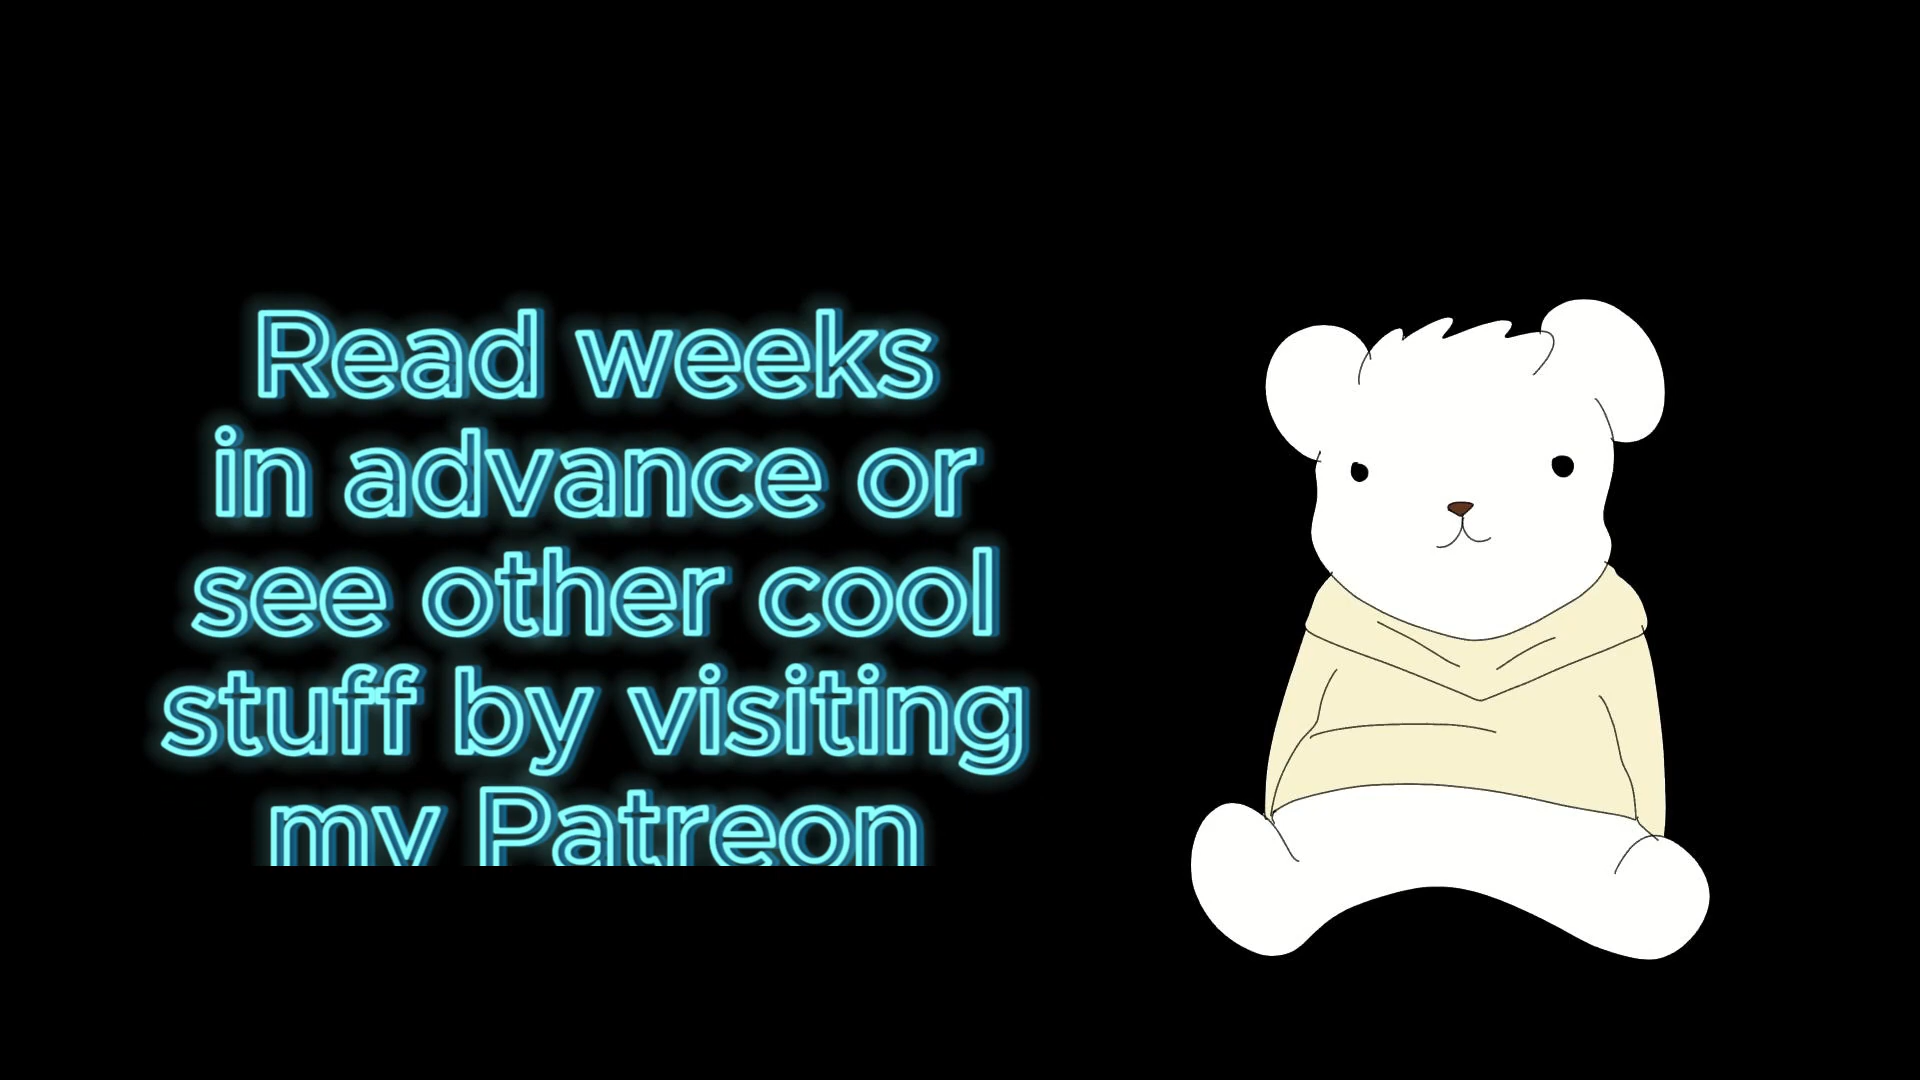 Read weeks
in advance or
see other cool
stuff by visiting
my Patreon